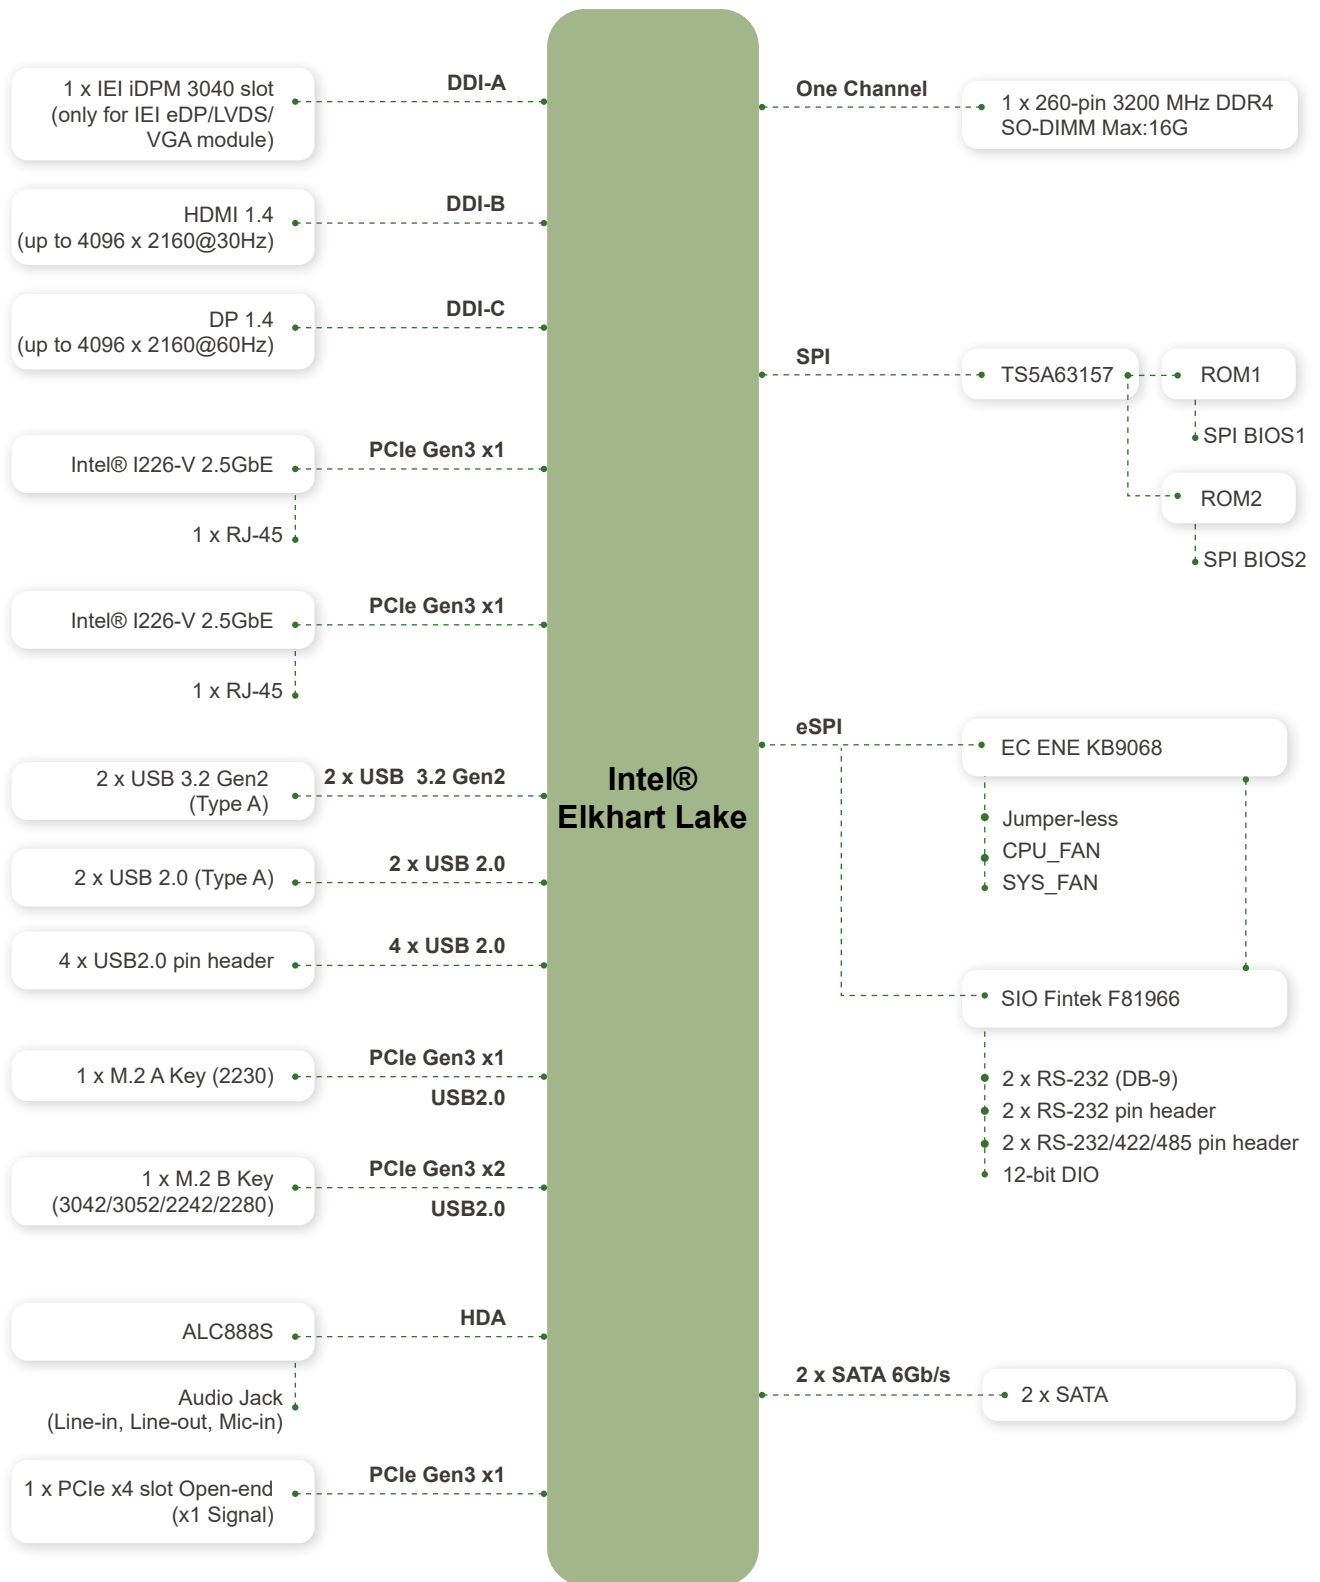 1 x IEI iDPM 3040 slot
(only for IEI eDP/LVDS/
VGA module)
DDI-A
HDMI 1.4
(up to 4096 x 2160@30Hz)
DDI-B
DP 1.4
(up to 4096 x 2160@60Hz)
DDI-C
Intel® I226-V 2.5GbE
PCIe Gen3 x1
1 x RJ-45
Intel® I226-V 2.5GbE
PCIe Gen3 x1
1 x RJ-45
2 x USB 3.2 Gen2
(Type A)
2 x USB 3.2 Gen2
2 x USB 2.0 (Type A)
2 x USB 2.0
4 x USB2.0 pin header
4 x USB 2.0
1 x M.2 A Key (2230)
PCIe Gen3 x1
USB2.0
1 x M.2 B Key
(3042/3052/2242/2280)
PCIe Gen3 x2
USB2.0
ALC888S
HDA
Audio Jack
(Line-in, Line-out, Mic-in)
1 x PCIe x4 slot Open-end
(x1 Signal)
PCIe Gen3 x1
Intel®
Elkhart Lake
One Channel
1 x 260-pin 3200 MHz DDR4
SO-DIMM Max:16G
SPI
TS5A63157
ROM1
SPI BIOS1
ROM2
SPI BIOS2
eSPI
EC ENE KB9068
Jumper-less
CPU_FAN
SYS_FAN
SIO Fintek F81966
2 x RS-232 (DB-9)
2 x RS-232 pin header
2 x RS-232/422/485 pin header
12-bit DIO
2 x SATA 6Gb/s
2 x SATA